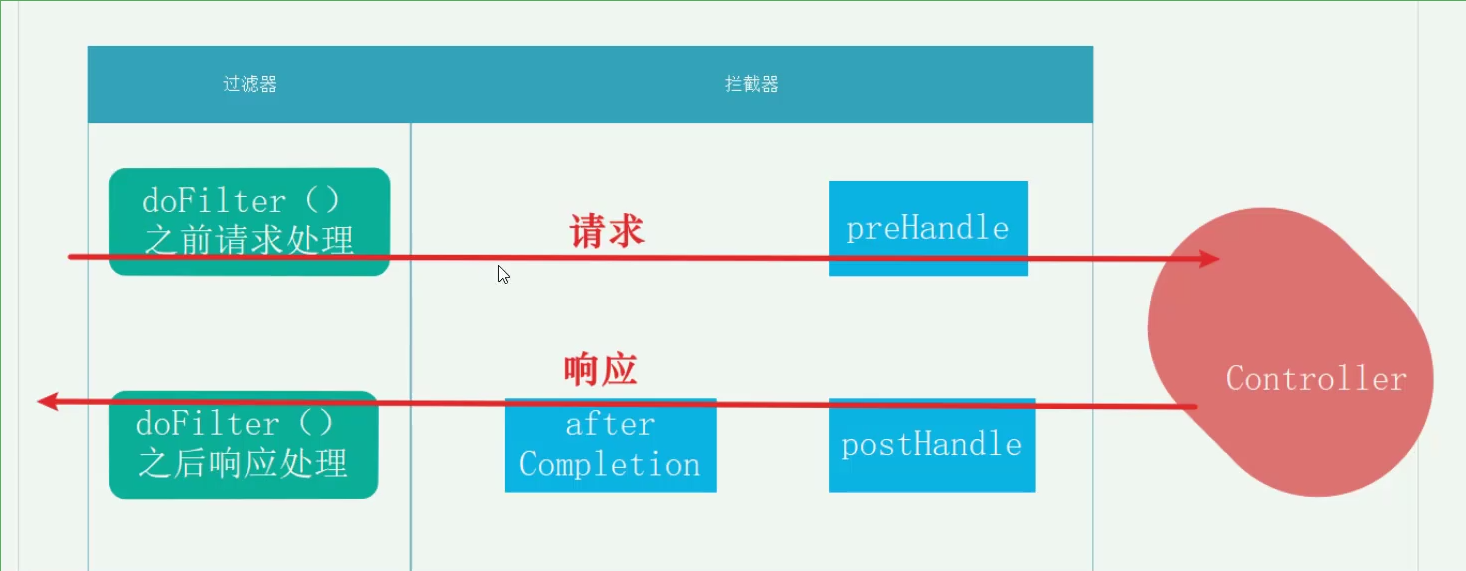 过滤器
拦截器
doFilter（）
之前请求处理
请求
preHandle
响应
doFilter（）
之后响应处理
after
Completion
postHandle
Controller